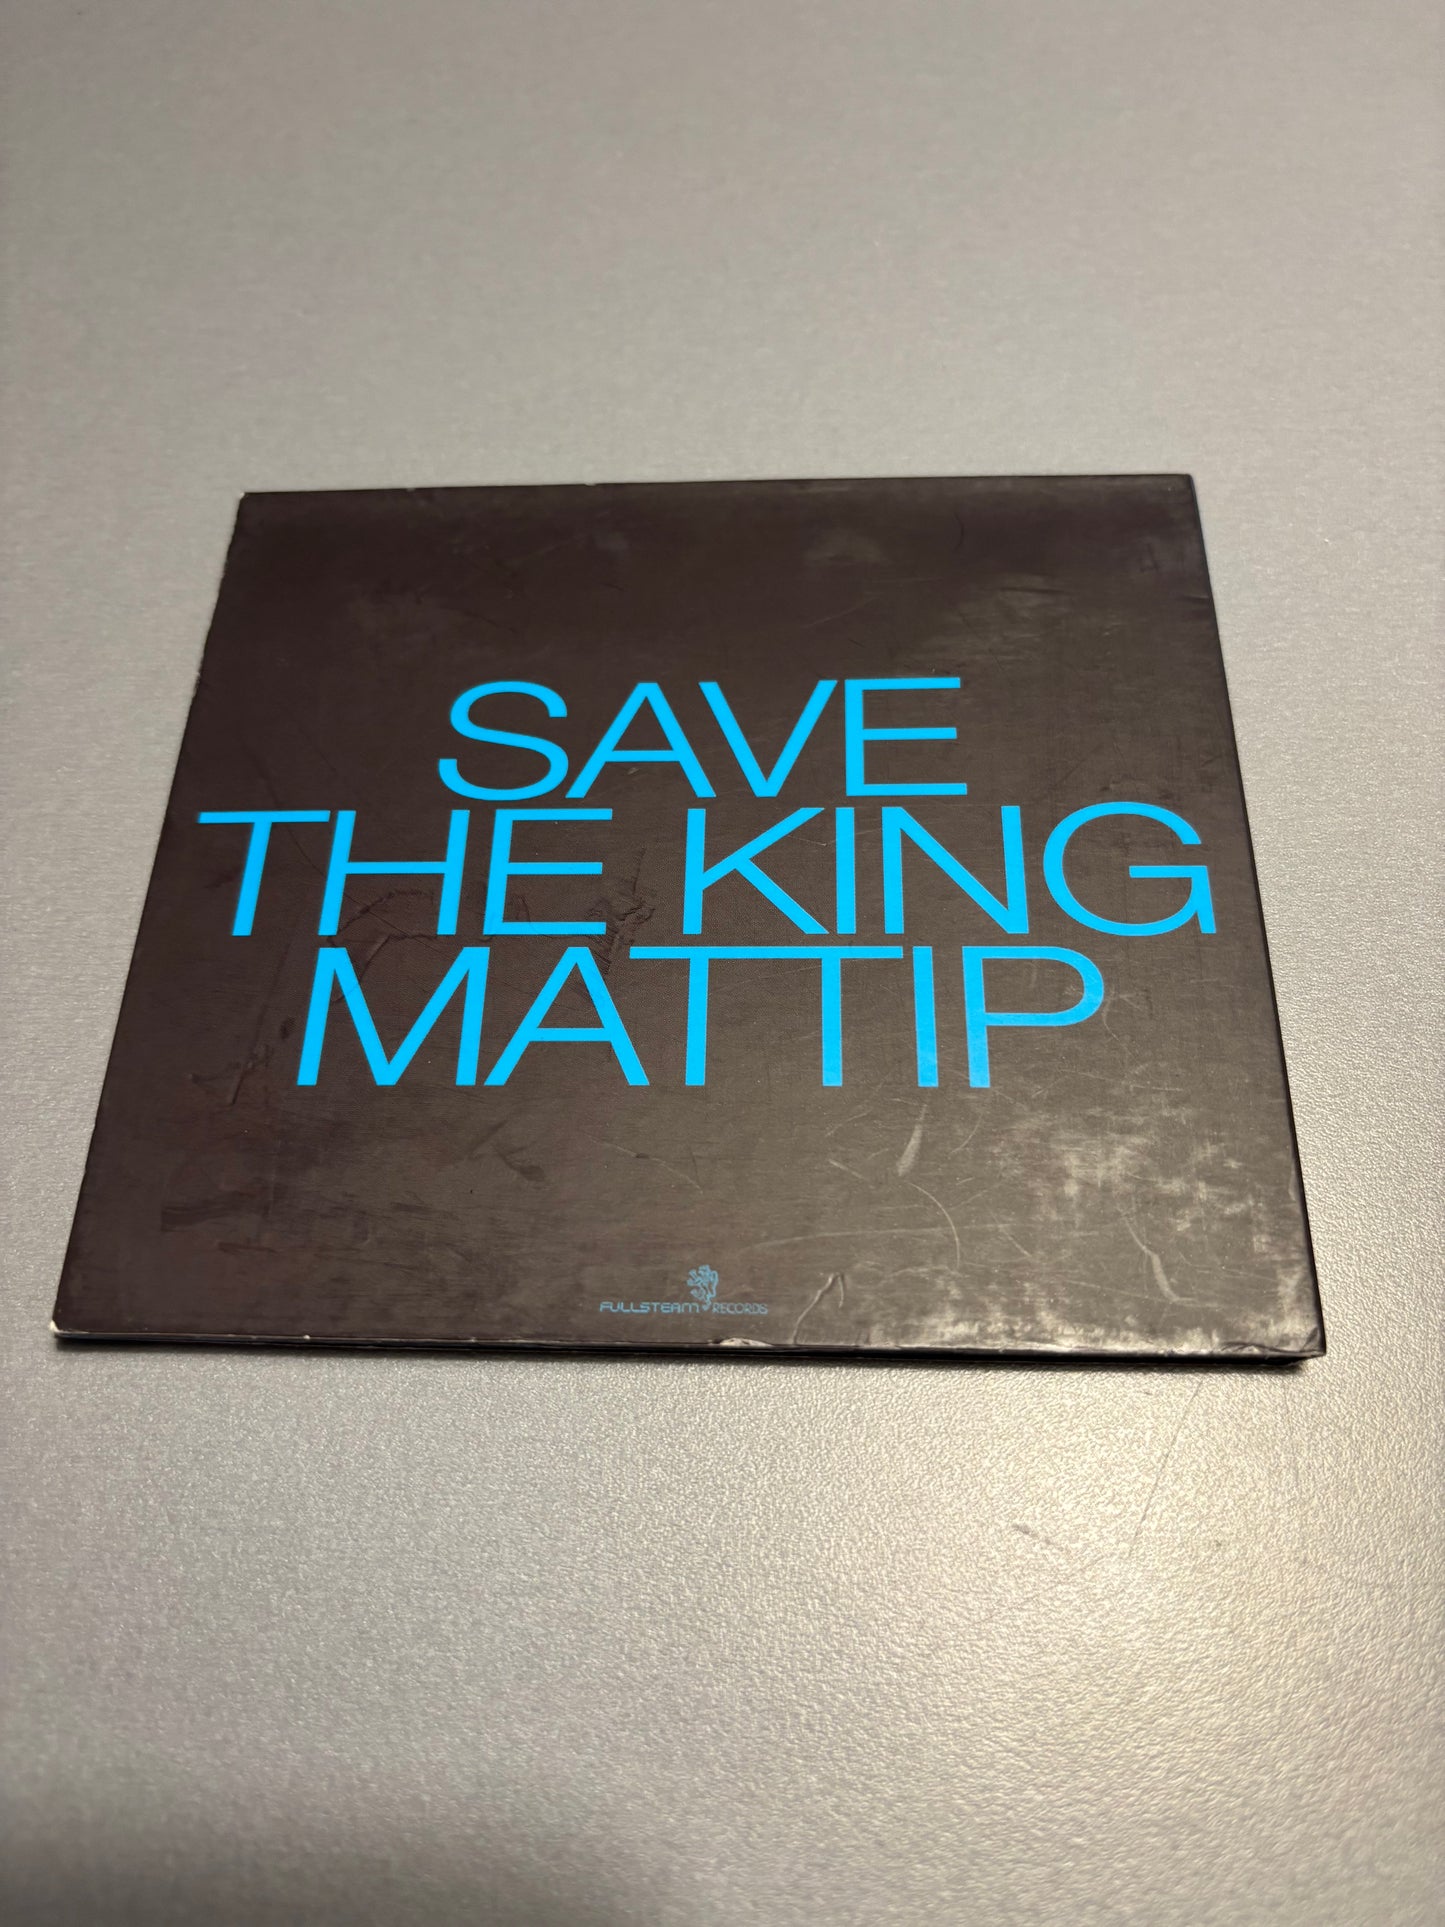 SAVE
THE KING
MATTIP
FULLSTEAM RECORDS